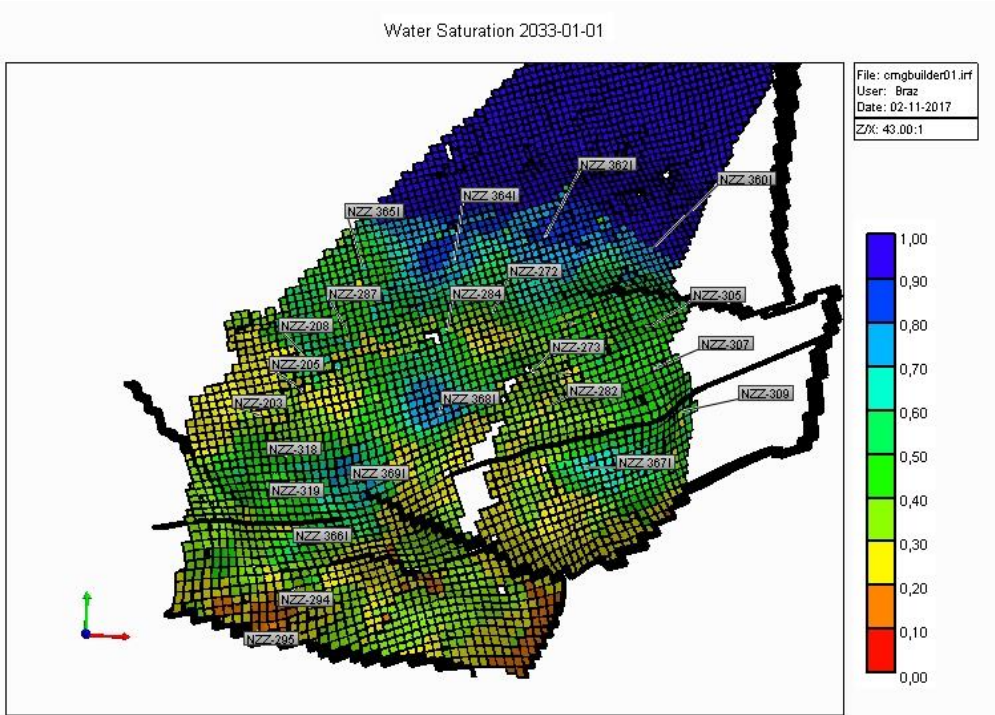 Water Saturation 2033-01-01
File: cmgbuilder01.irf
User: Braz
Date: 02-11-2017
Z/X: 43.00:1
NZZ 362I
NZZ 360I
NZZ 364I
NZZ 365I
NZZ-272
NZZ-287
NZZ-284
NZZ-305
NZZ-208
NZZ-307
NZZ-273
NZZ-205
NZZ-282
NZZ-309
NZZ-203
NZZ 368I
NZZ-318
NZZ 367I
NZZ 369I
NZZ-319
NZZ 366I
NZZ-294
NZZ-295
1,00
0,90
0,80
0,70
0,60
0,50
0,40
0,30
0,20
0,10
0,00